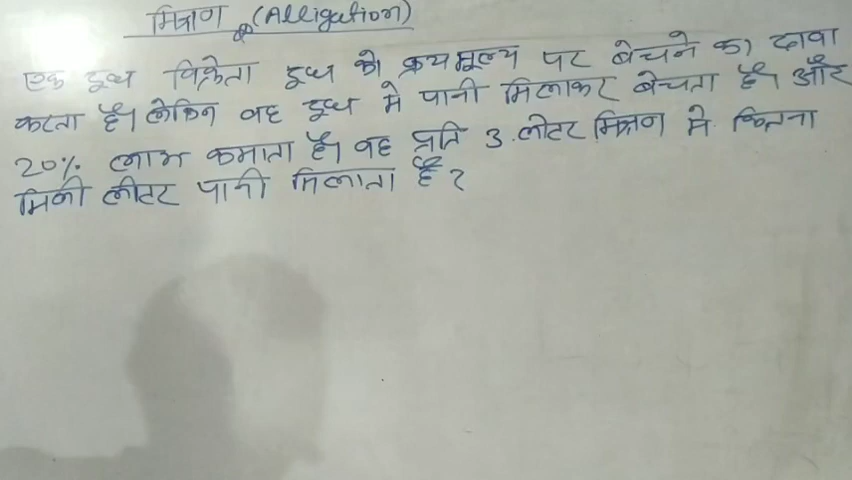 मिश्रण (Alligation)
एक दुध विक्रेता दुध को क्रयमूल्य पर बेचने का दावा
करता है। लेकिन वह दुध मे पानी मिलाकर बेचता है। और
20% लाभ कमाता है। वह प्रति 3 लीटर मिश्रण मे कितना
मिली लीटर पानी मिलाता है?